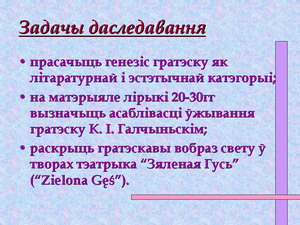 Задачы даследавання
• прасачыць генезіс гратэску як
літаратурнай і эстэтычнай катэгорыі;
• на матэрыяле лірыкі 20-30гг
вызначыць асаблівасці ўжывання
гратэску К. І. Галчыньскім;
• раскрыць гратэскавы вобраз свету ў
творах тэатрыка “Зяленая Гусь”
(“Zielona Gęś”).